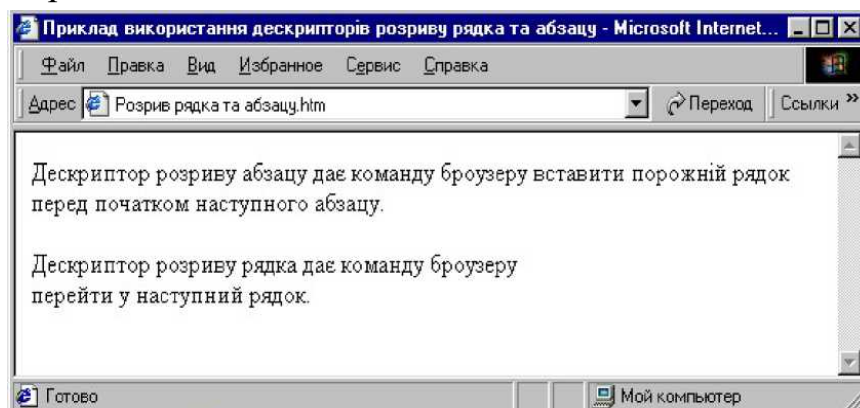 Приклад використання дескрипторів розриву рядка та абзацу - Microsoft Internet...
Файл Правка Вид Избранное Сервис Справка
Адрес Розрив рядка та абзацу.htm Переход Ссылки »
Дескриптор розриву абзацу дає команду броузеру вставити порожній рядок
перед початком наступного абзацу.
Дескриптор розриву рядка дає команду броузеру
перейти у наступний рядок.
Готово Мой компьютер